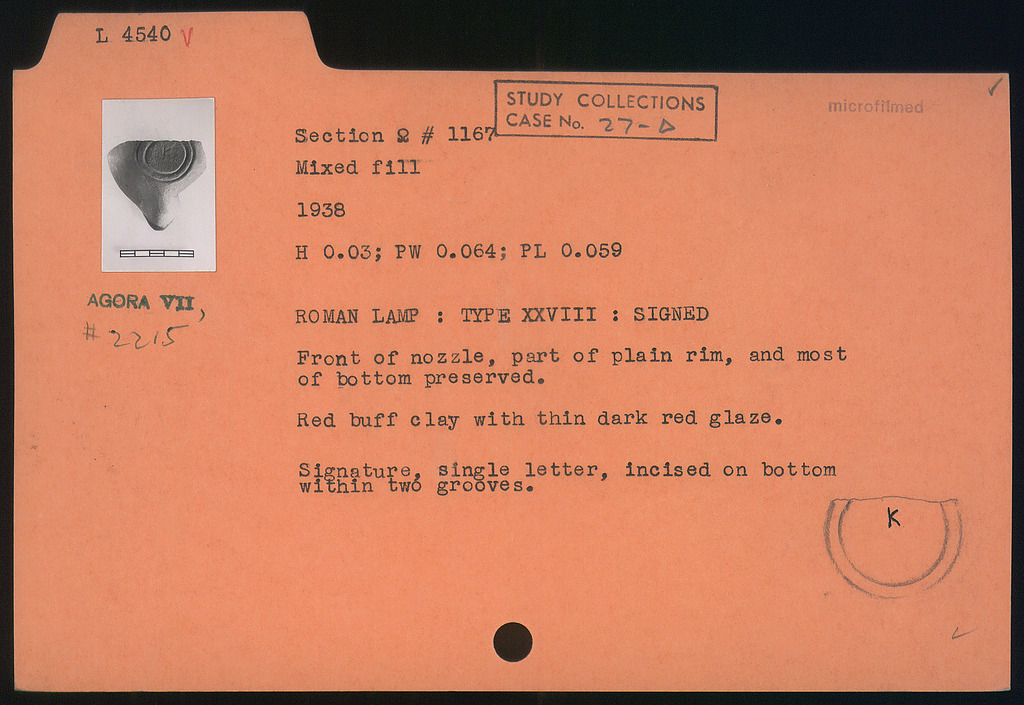 L 4540 V
STUDY COLLECTIONS
CASE No. 27-Δ
microfilmed
Section Ω # 1167
Mixed fill
1938
H 0.03; PW 0.064; PL 0.059
AGORA VII,
# 2215
ROMAN LAMP : TYPE XXVIII : SIGNED
Front of nozzle, part of plain rim, and most
of bottom preserved.
Red buff clay with thin dark red glaze.
Signature, single letter, incised on bottom
within two grooves.
K